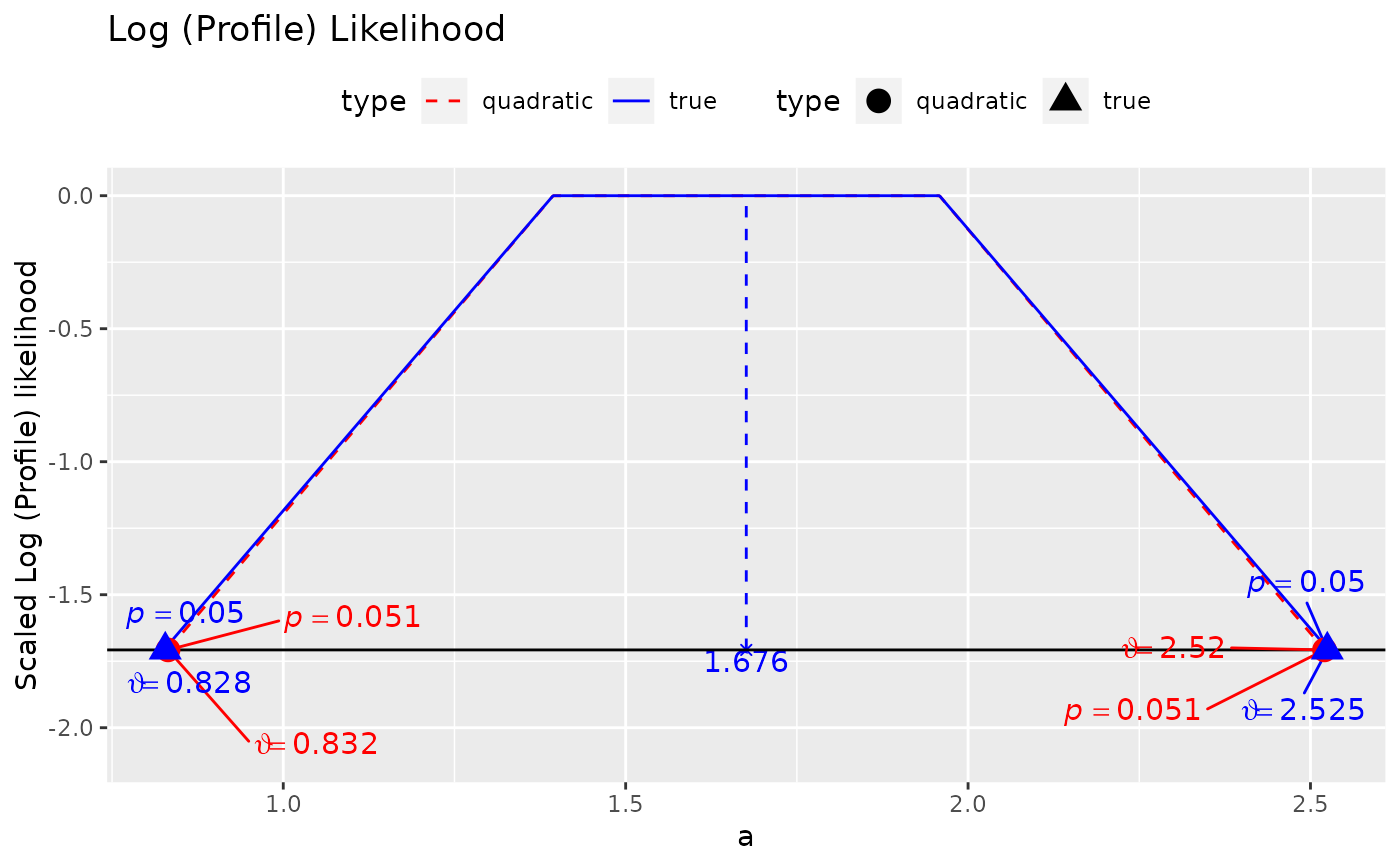 Log (Profile) Likelihood
type quadratic true type quadratic true
Scaled Log (Profile) likelihood
0.0
-0.5
-1.0
-1.5
-2.0
p = 0.05
p = 0.051
ϑ = 0.828
ϑ = 0.832
1.676
p = 0.05
ϑ = 2.52
p = 0.051
ϑ = 2.525
1.0 1.5 2.0 2.5
a